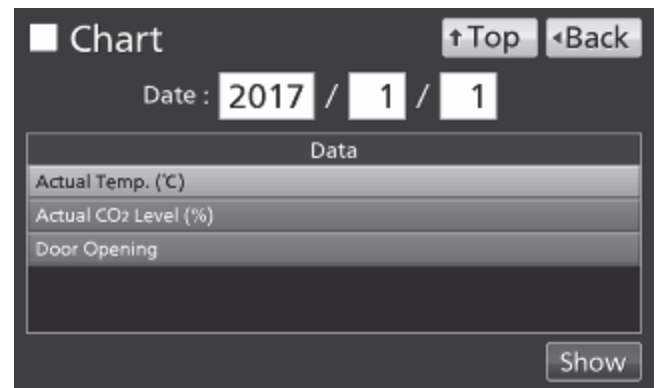 Chart
↑Top
◂Back
Date : 2017 / 1 / 1
Data
Actual Temp. (℃)
Actual CO2 Level (%)
Door Opening
Show